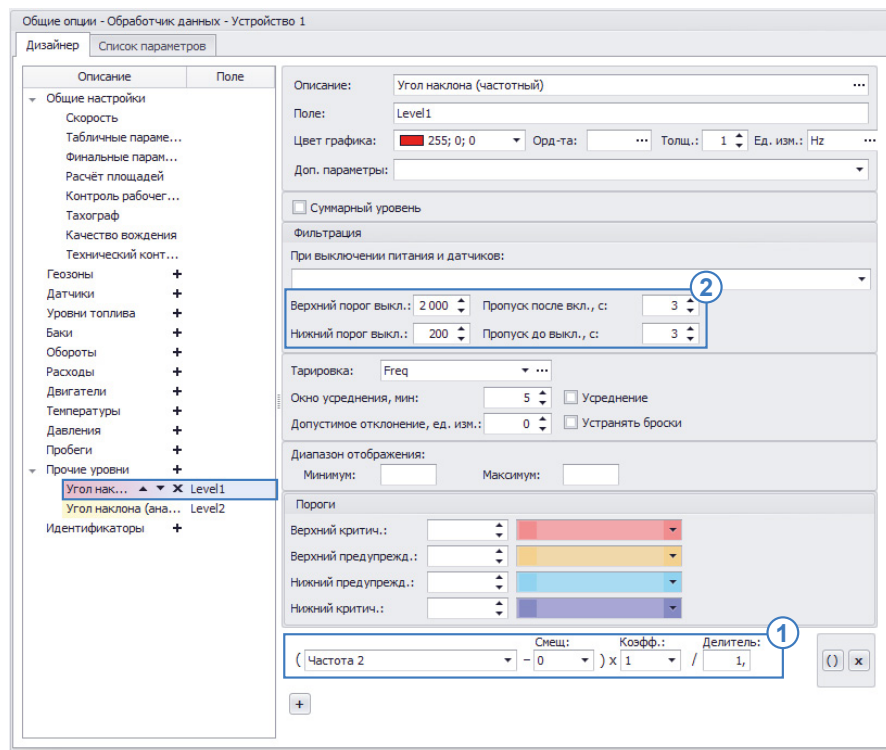 Общие опции - Обработчик данных - Устройство 1
Дизайнер Список параметров
Описание Поле
Общие настройки
Скорость
Табличные параме...
Финальные парам...
Расчёт площадей
Контроль рабочег...
Тахограф
Качество вождения
Технический конт...
Геозоны +
Датчики +
Уровни топлива +
Баки +
Обороты +
Расходы +
Двигатели +
Температуры +
Давления +
Пробеги +
Прочие уровни +
Угол нак... Level1
Угол наклона (ана... Level2
Идентификаторы +
Описание: Угол наклона (частотный) ...
Поле: Level1
Цвет графика: 255; 0; 0 Орд-та: ... Толщ.: 1 Ед. изм.: Hz ...
Доп. параметры:
Суммарный уровень
Фильтрация
При выключении питания и датчиков:
2
Верхний порог выкл.: 2 000 Пропуск после вкл., с: 3
Нижний порог выкл.: 200 Пропуск до выкл., с: 3
Тарировка: Freq ...
Окно усреднения, мин: 5 Усреднение
Допустимое отклонение, ед. изм.: 0 Устранять броски
Диапазон отображения:
Минимум: Максимум:
Пороги
Верхний критич.:
Верхний предупрежд.:
Нижний предупрежд.:
Нижний критич.:
1
Смещ: Коэфф.: Делитель:
( Частота 2 - 0 ) x 1 / 1, () x
+